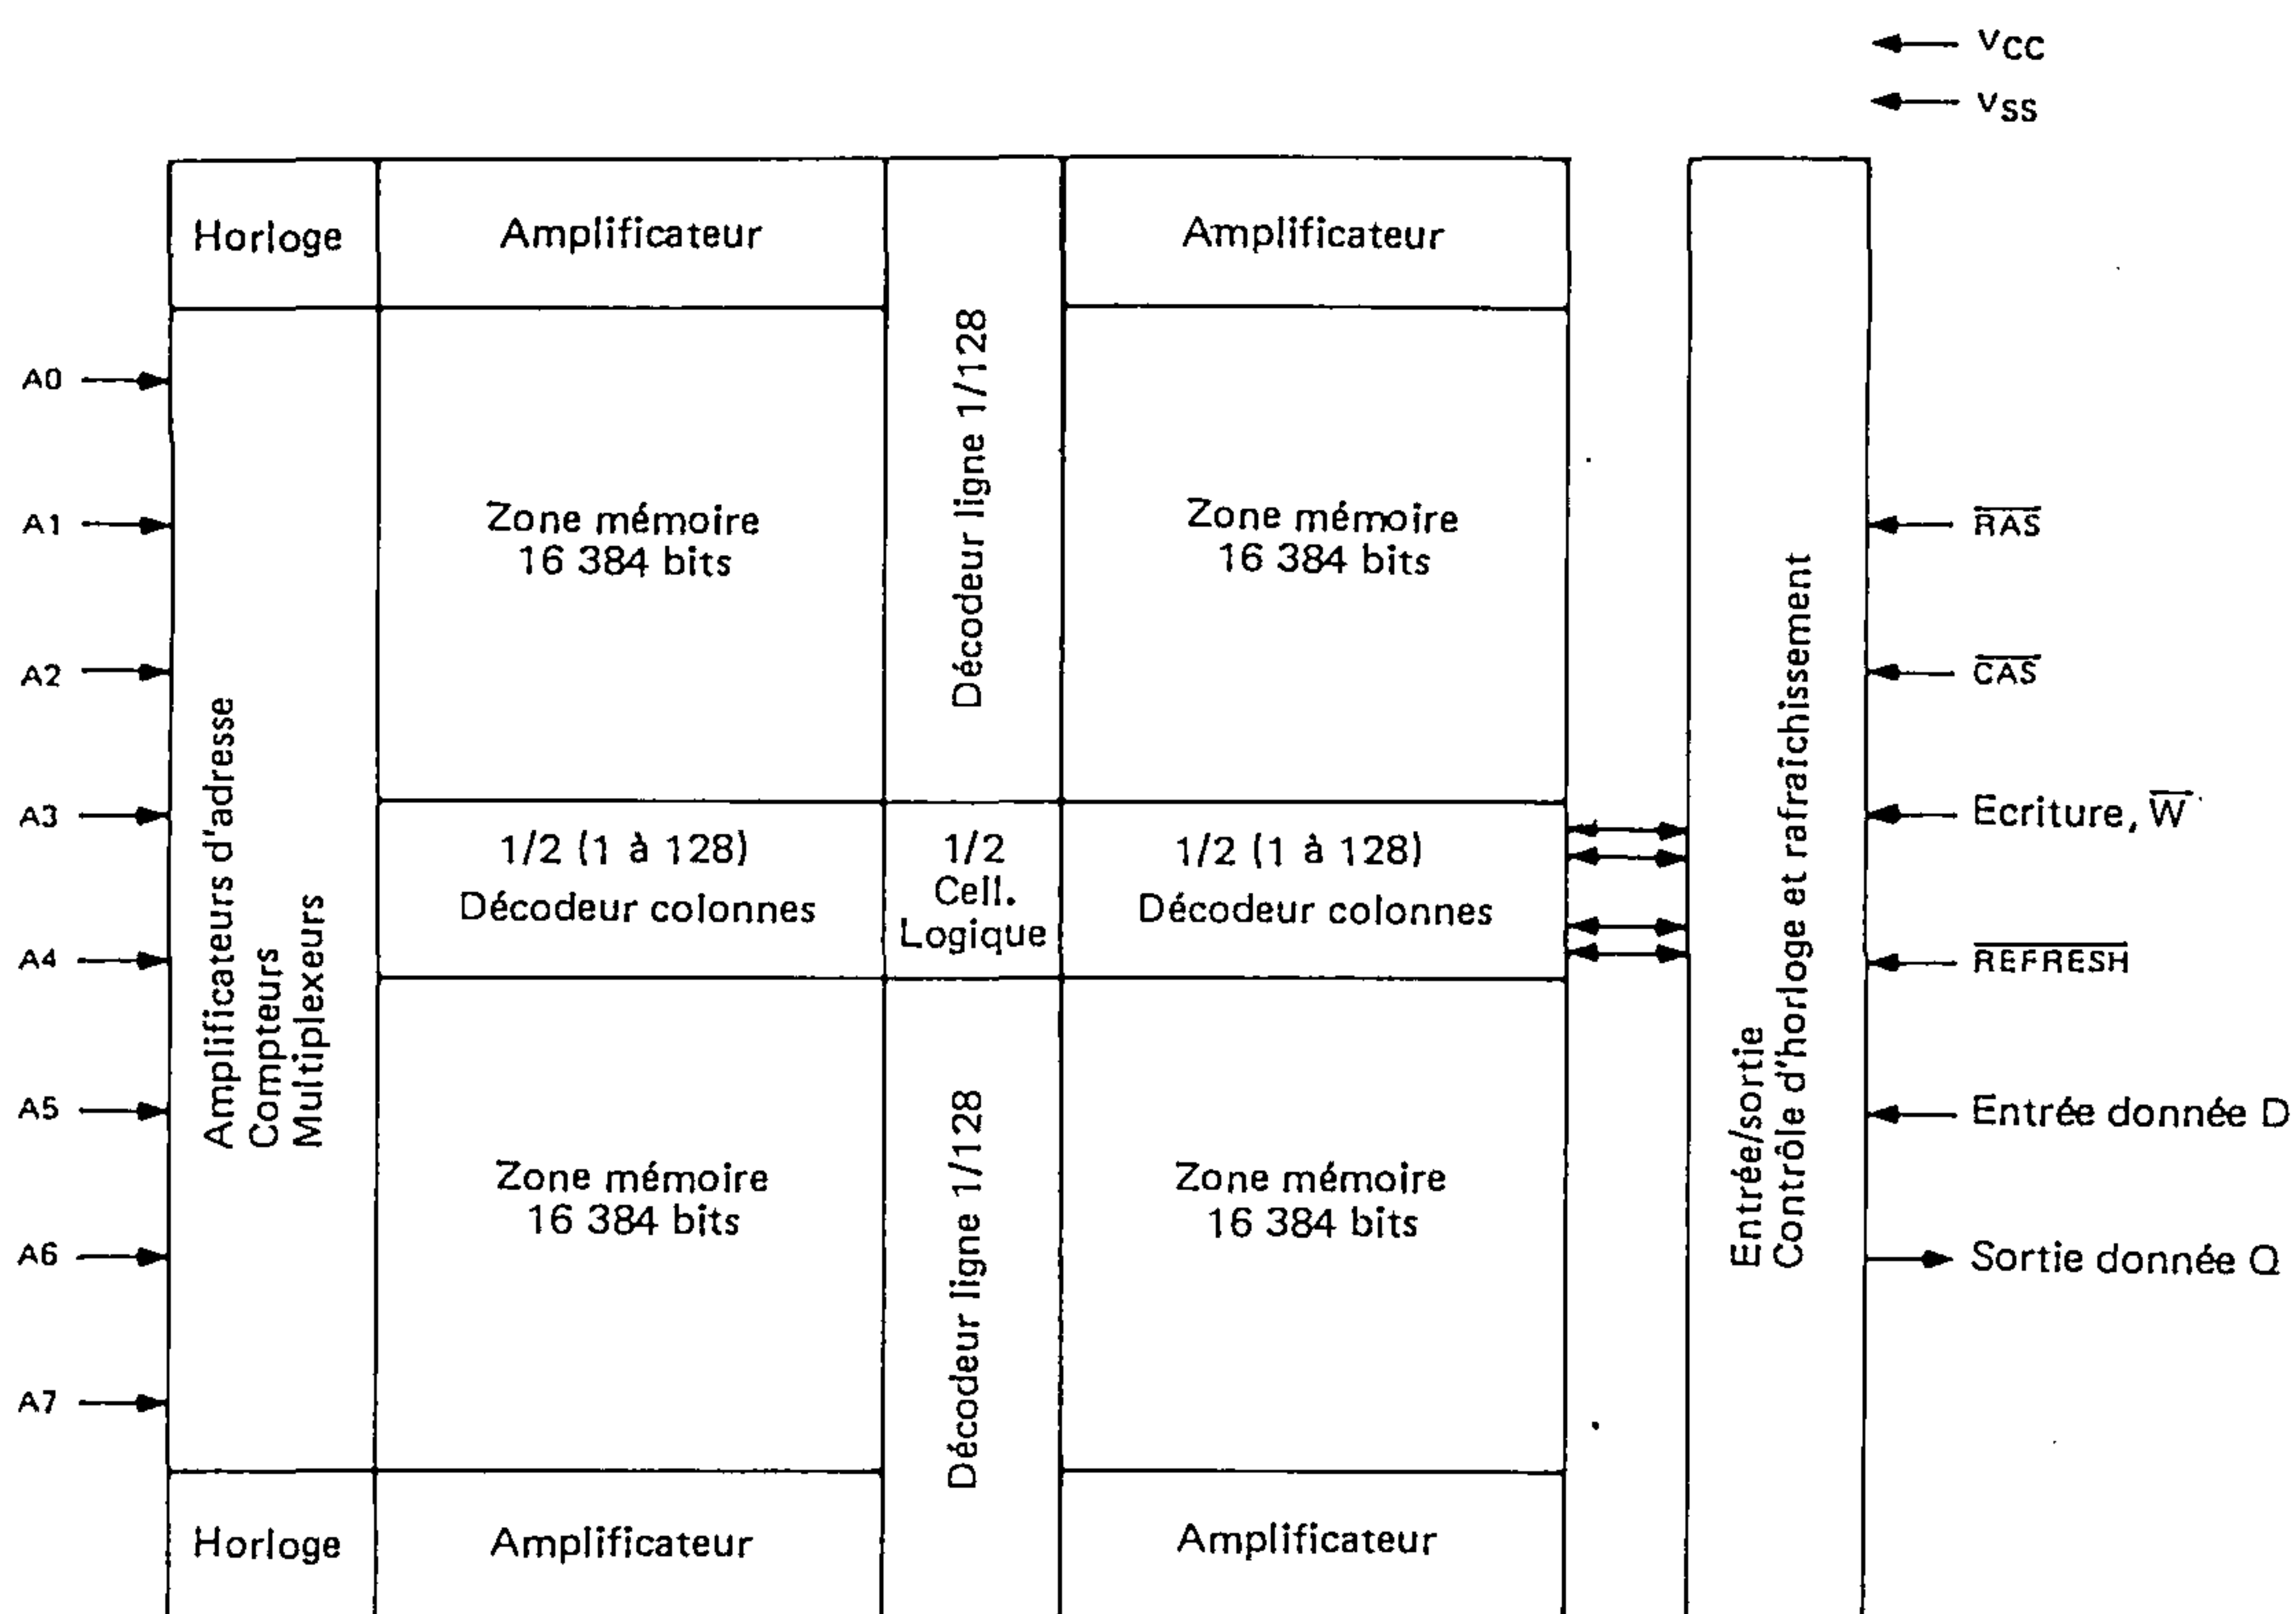 VCC
VSS
Horloge
Amplificateur
Amplificateur
A0
A1
A2
A3
A4
A5
A6
A7
Amplificateurs d'adresse
Compteurs
Multiplexeurs
Zone mémoire
16 384 bits
Décodeur ligne 1/128
Zone mémoire
16 384 bits
1/2 (1 à 128)
Décodeur colonnes
1/2
Cell.
Logique
1/2 (1 à 128)
Décodeur colonnes
Zone mémoire
16 384 bits
Décodeur ligne 1/128
Zone mémoire
16 384 bits
Horloge
Amplificateur
Amplificateur
Entrée/sortie
Contrôle d'horloge et rafraîchissement
RAS
CAS
Ecriture, W
REFRESH
Entrée donnée D
Sortie donnée Q